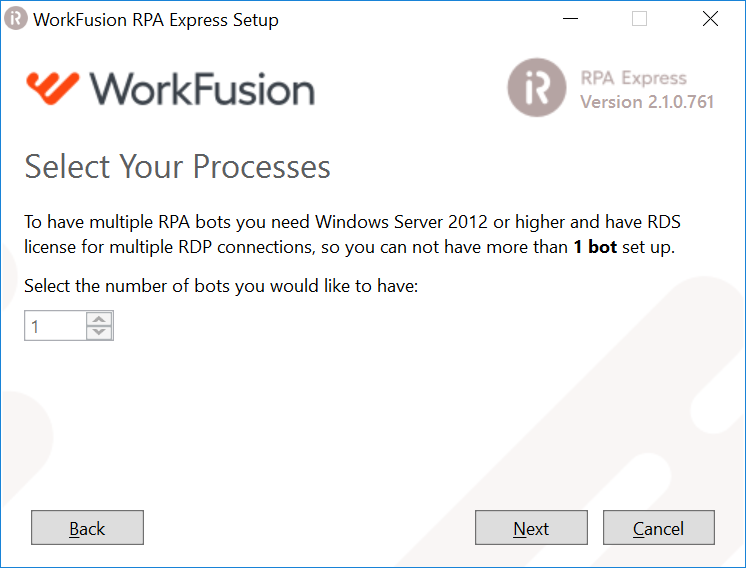 WorkFusion RPA Express Setup
WorkFusion
RPA Express
Version 2.1.0.761
Select Your Processes
To have multiple RPA bots you need Windows Server 2012 or higher and have RDS
license for multiple RDP connections, so you can not have more than 1 bot set up.
Select the number of bots you would like to have:
1
Back
Next
Cancel